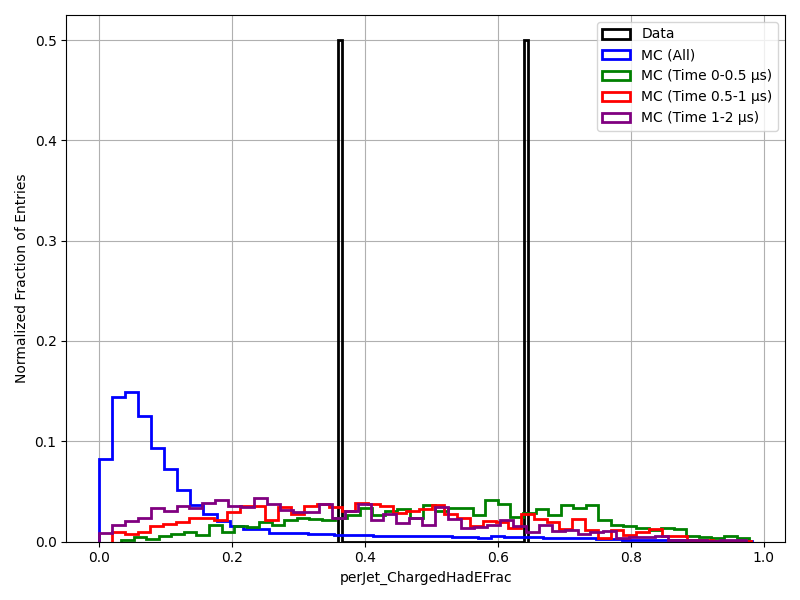 Data
MC (All)
MC (Time 0-0.5 µs)
MC (Time 0.5-1 µs)
MC (Time 1-2 µs)
Normalized Fraction of Entries
0.5
0.4
0.3
0.2
0.1
0.0
0.0 0.2 0.4 0.6 0.8 1.0
perJet_ChargedHadEFrac